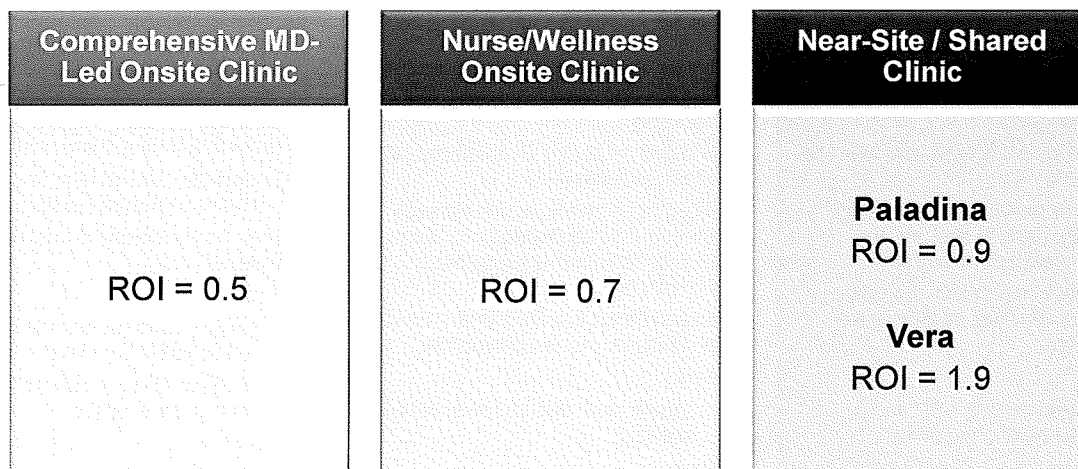 Comprehensive MD-
Led Onsite Clinic
ROI = 0.5
Nurse/Wellness
Onsite Clinic
ROI = 0.7
Near-Site / Shared
Clinic
Paladina
ROI = 0.9
Vera
ROI = 1.9